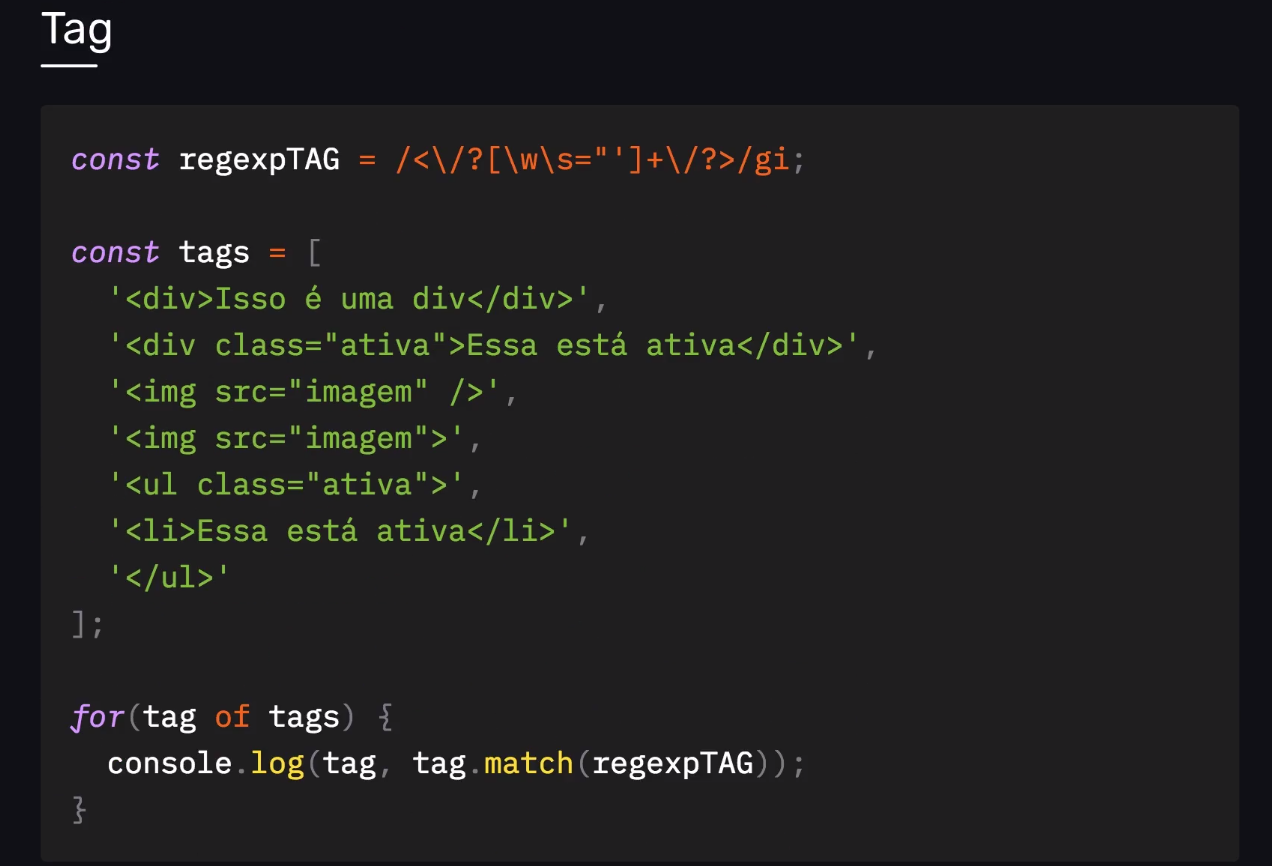 Tag
const regexpTAG = /<\/?[\w\s="']+\/?>/gi;
const tags = [
  '<div>Isso é uma div</div>',
  '<div class="ativa">Essa está ativa</div>',
  '<img src="imagem" />',
  '<img src="imagem">',
  '<ul class="ativa">',
  '<li>Essa está ativa</li>',
  '</ul>'
];
for(tag of tags) {
  console.log(tag, tag.match(regexpTAG));
}